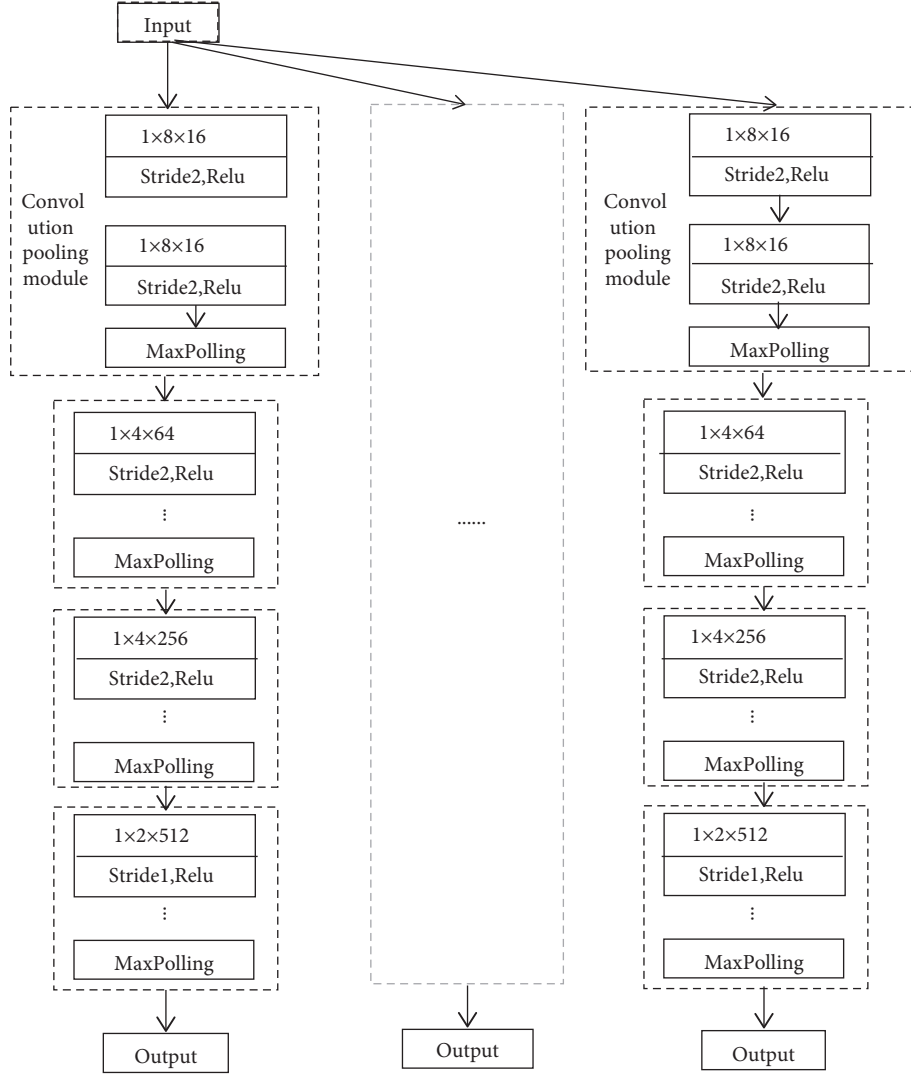 Input
1×8×16
Stride2,Relu
Convol
ution
pooling
module
1×8×16
Stride2,Relu
MaxPolling
1×4×64
Stride2,Relu
⋮
MaxPolling
1×4×256
Stride2,Relu
⋮
MaxPolling
1×2×512
Stride1,Relu
⋮
MaxPolling
Output
......
Output
1×8×16
Stride2,Relu
Convol
ution
pooling
module
1×8×16
Stride2,Relu
MaxPolling
1×4×64
Stride2,Relu
⋮
MaxPolling
1×4×256
Stride2,Relu
⋮
MaxPolling
1×2×512
Stride1,Relu
⋮
MaxPolling
Output